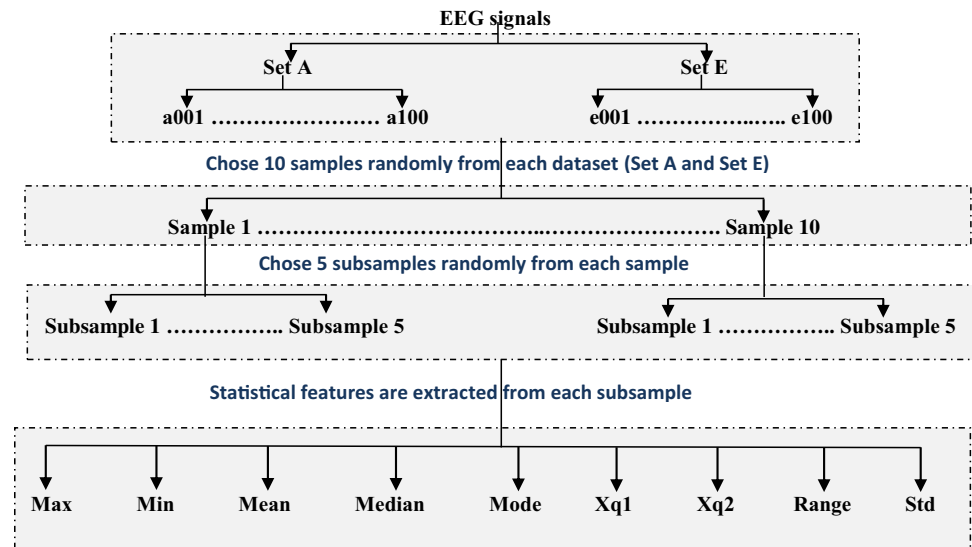 EEG signals
Set A Set E
a001 …………………… a100 e001 ……………..….. e100
Chose 10 samples randomly from each dataset (Set A and Set E)
Sample 1 ………………………………..………………. Sample 10
Chose 5 subsamples randomly from each sample
Subsample 1 …………….. Subsample 5 Subsample 1 …………….. Subsample 5
Statistical features are extracted from each subsample
Max Min Mean Median Mode Xq1 Xq2 Range Std